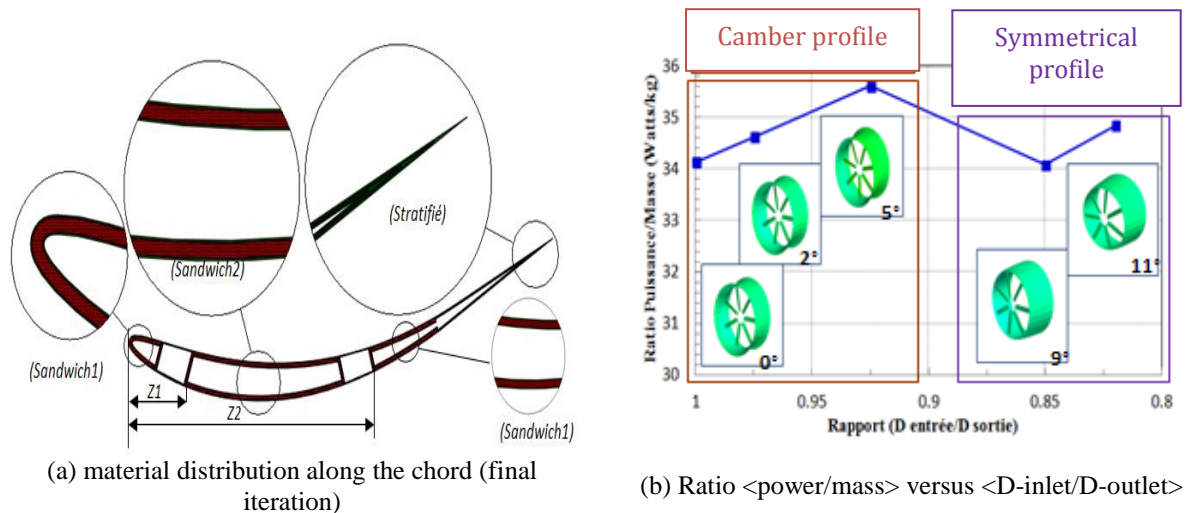 (Stratifié)
(Sandwich2)
(Sandwich1)
Z1
Z2
(Sandwich1)
(a) material distribution along the chord (final
iteration)
Camber profile
Symmetrical
profile
Ratio Puissance/Masse (Watts/kg)
36
35
34
33
32
31
30
0°
2°
5°
9°
11°
1
0.95
0.9
0.85
0.8
Rapport (D entrée/D sortie)
(b) Ratio <power/mass> versus <D-inlet/D-outlet>